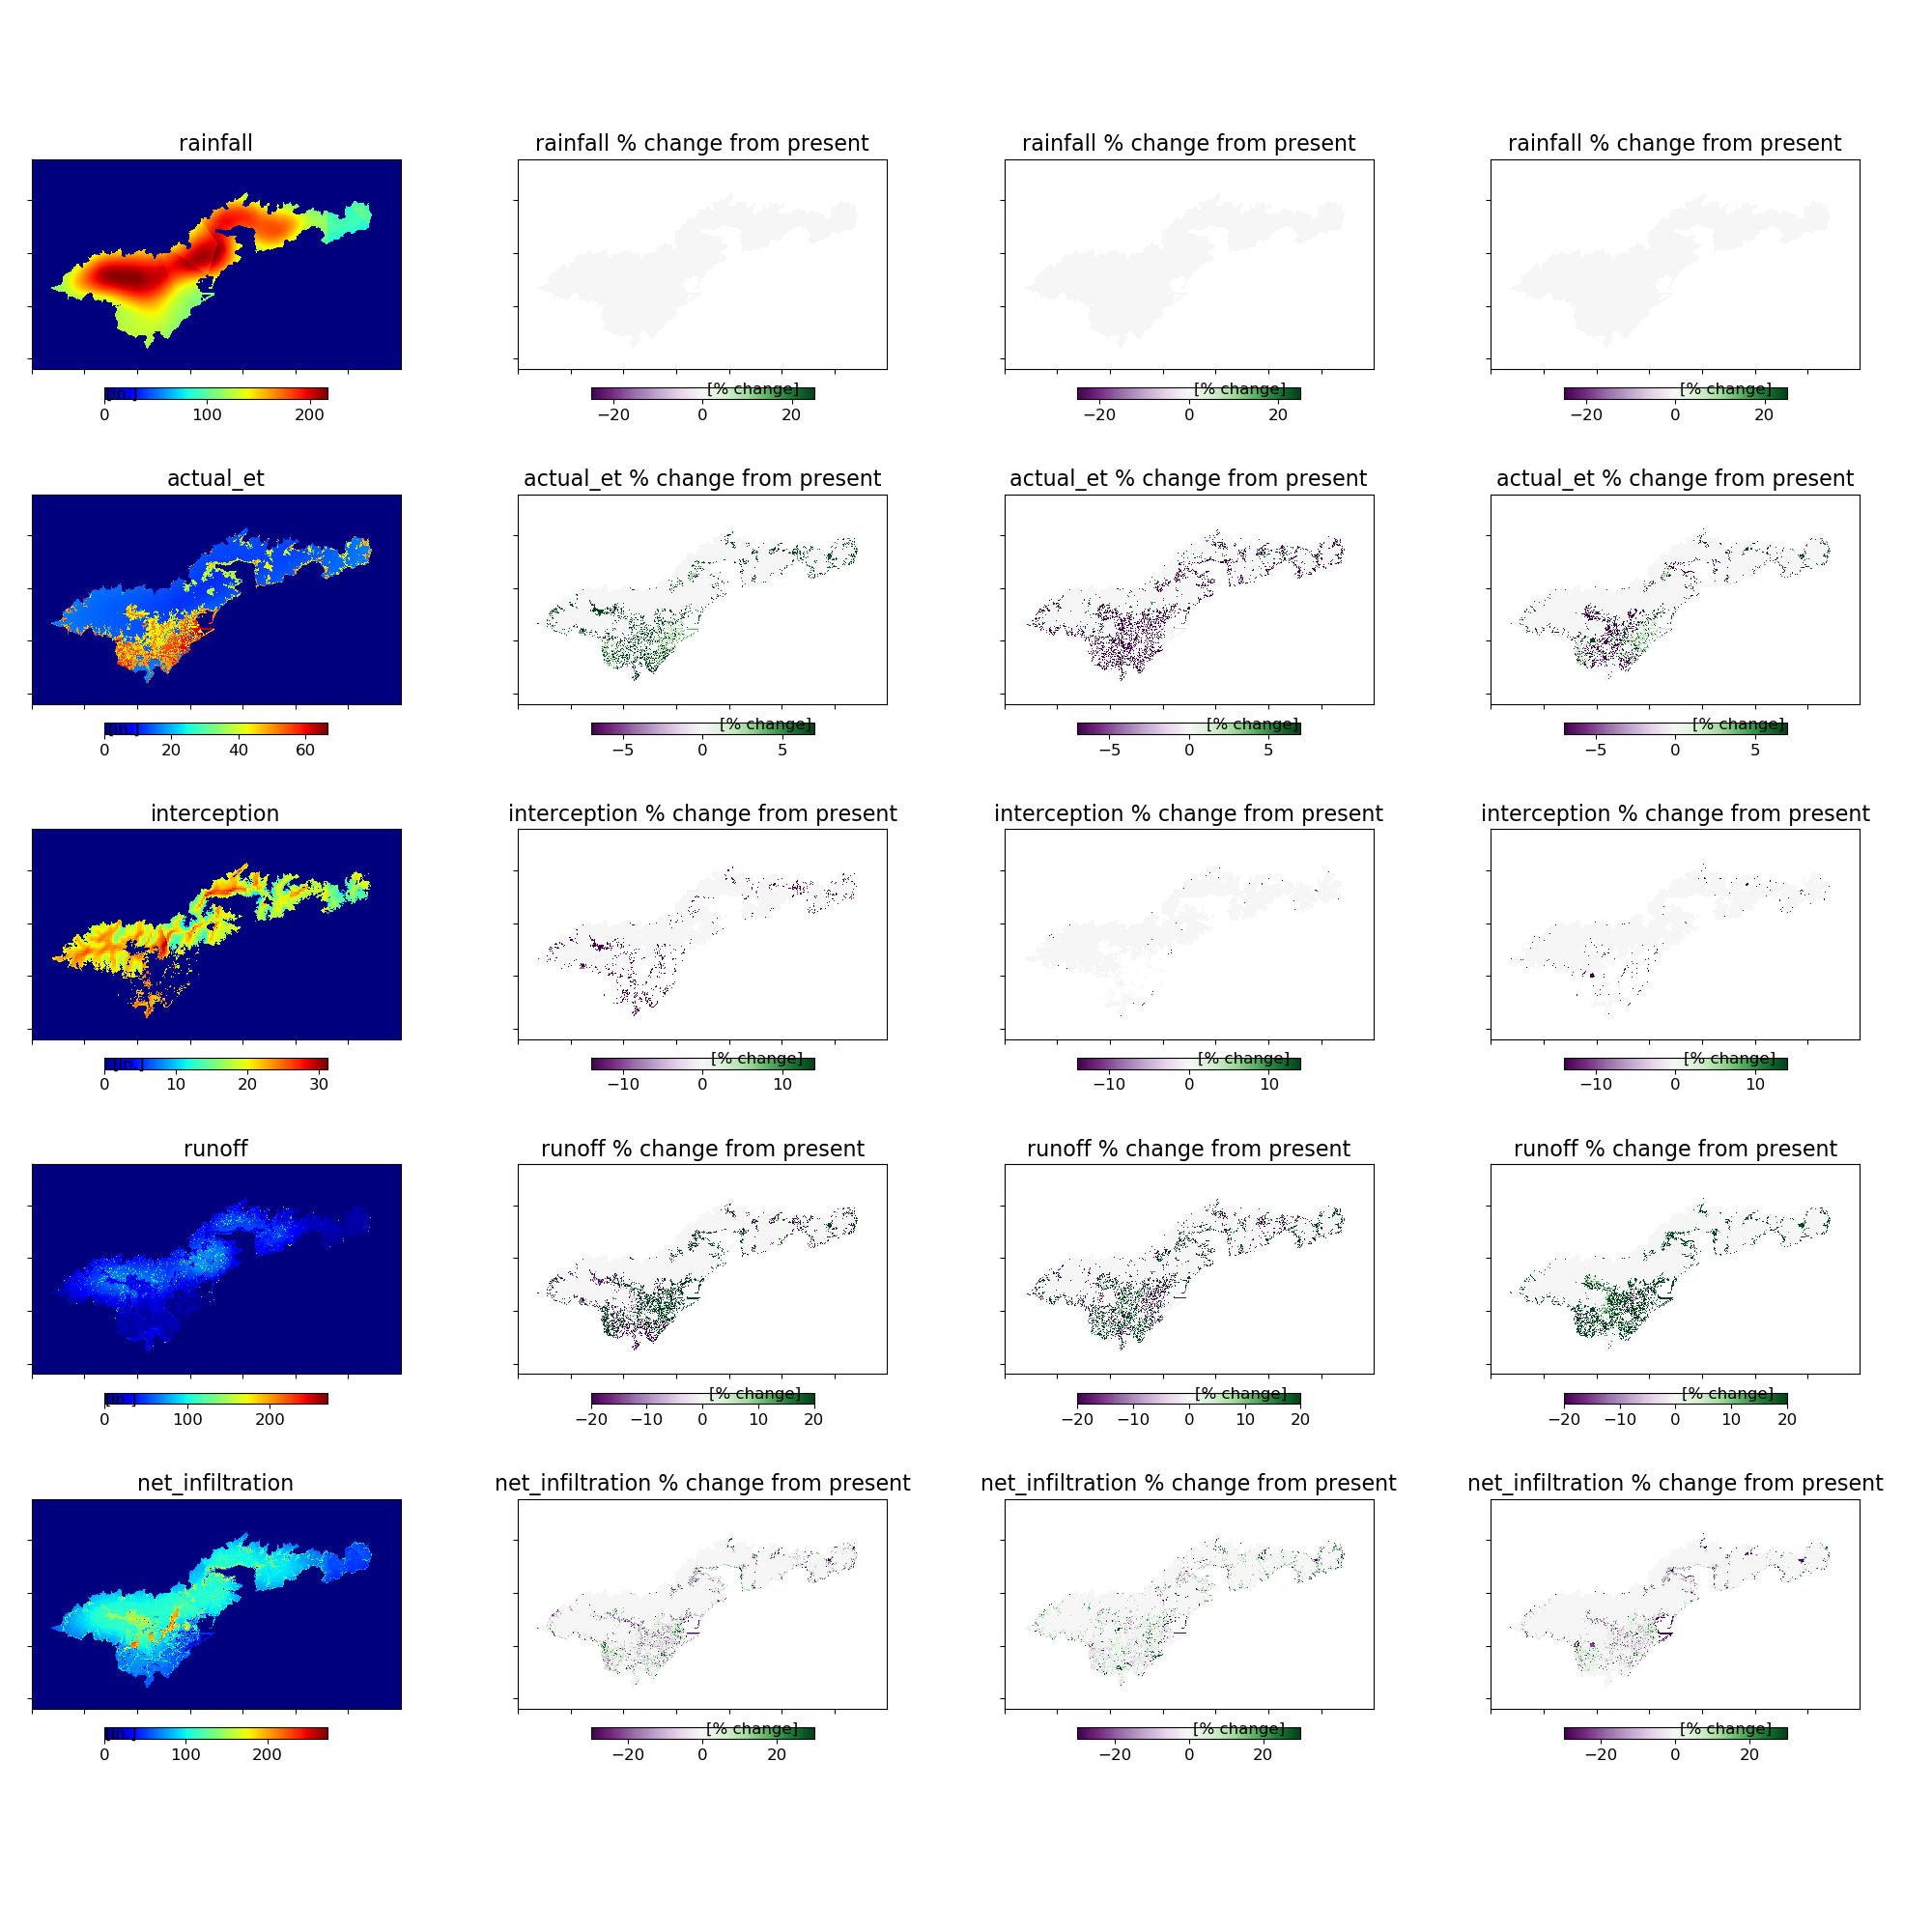 rainfall
rainfall % change from present
rainfall % change from present
rainfall % change from present
[in.]
[% change]
[% change]
[% change]
0 100 200
−20 0 20
−20 0 20
−20 0 20
actual_et
actual_et % change from present
actual_et % change from present
actual_et % change from present
[in.]
[% change]
[% change]
[% change]
0 20 40 60
−5 0 5
−5 0 5
−5 0 5
interception
interception % change from present
interception % change from present
interception % change from present
[in.]
[% change]
[% change]
[% change]
0 10 20 30
−10 0 10
−10 0 10
−10 0 10
runoff
runoff % change from present
runoff % change from present
runoff % change from present
[in.]
[% change]
[% change]
[% change]
0 100 200
−20 −10 0 10 20
−20 −10 0 10 20
−20 −10 0 10 20
net_infiltration
net_infiltration % change from present
net_infiltration % change from present
net_infiltration % change from present
[in.]
[% change]
[% change]
[% change]
0 100 200
−20 0 20
−20 0 20
−20 0 20